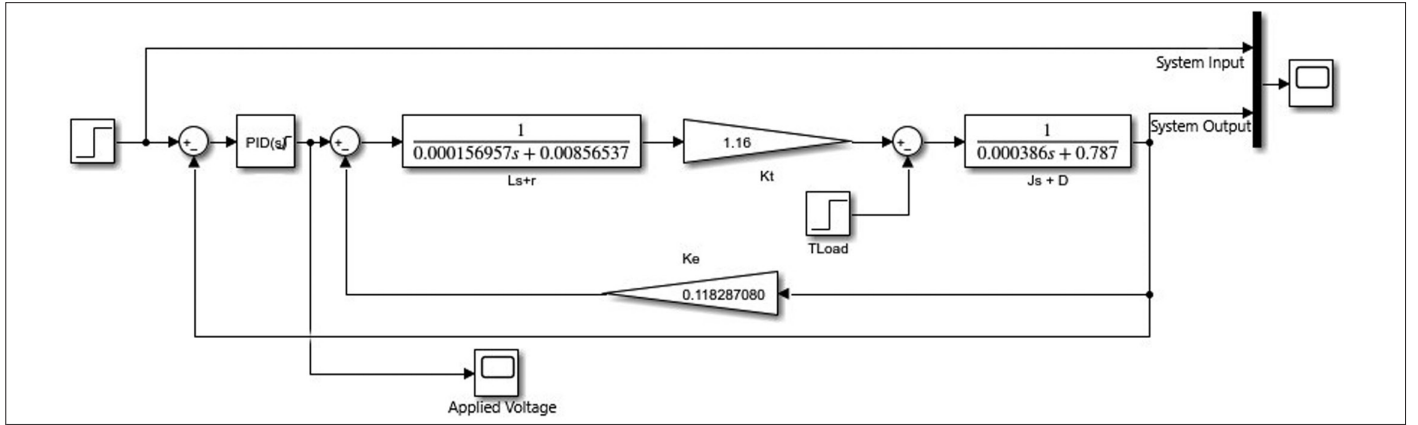 System Input
System Output
+
−
PID(s)
+
−
1
0.000156957s + 0.00856537
Ls+r
1.16
Kt
+
−
1
0.000386s + 0.787
Js + D
TLoad
Ke
0.118287080
Applied Voltage